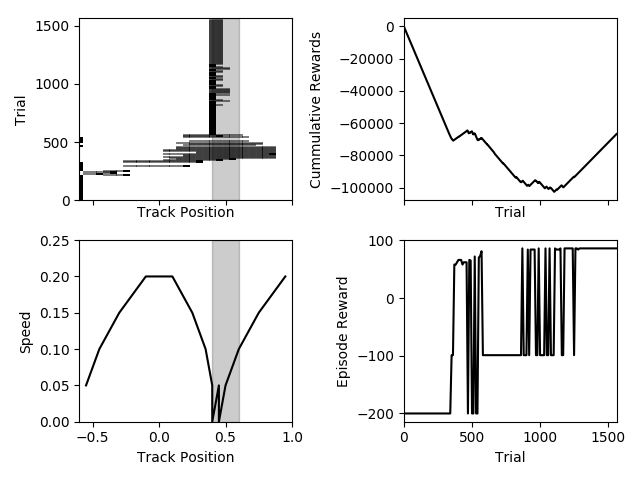 1500
1000
500
0
Trial
Track Position
0
−20000
−40000
−60000
−80000
−100000
Cummulative Rewards
Trial
0.25
0.20
0.15
0.10
0.05
0.00
Speed
−0.5 0.0 0.5 1.0
Track Position
100
0
−100
−200
Episode Reward
0 500 1000 1500
Trial